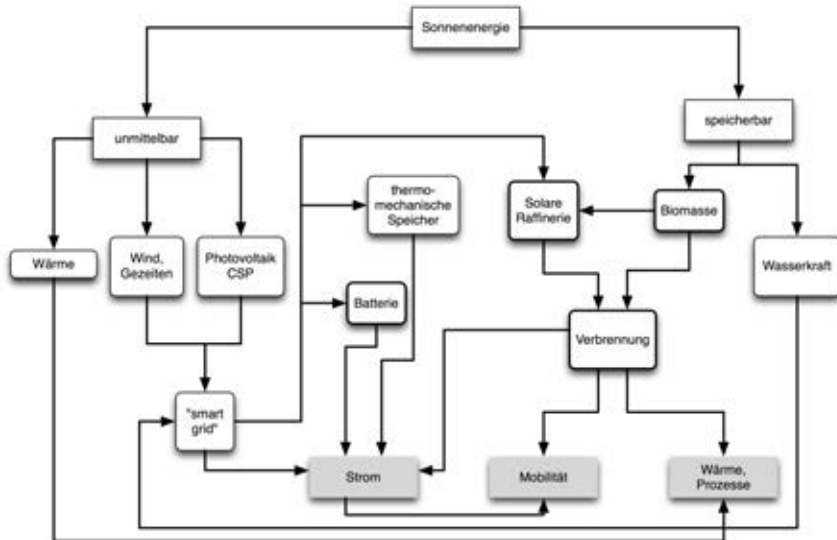 Sonnenenergie
unmittelbar
speicherbar
thermo-
mechanische
Speicher
Solare
Raffinerie
Biomasse
Wärme
Wind,
Gezeiten
Photovoltaik
CSP
Wasserkraft
Batterie
Verbrennung
"smart
grid"
Strom
Mobilität
Wärme,
Prozesse